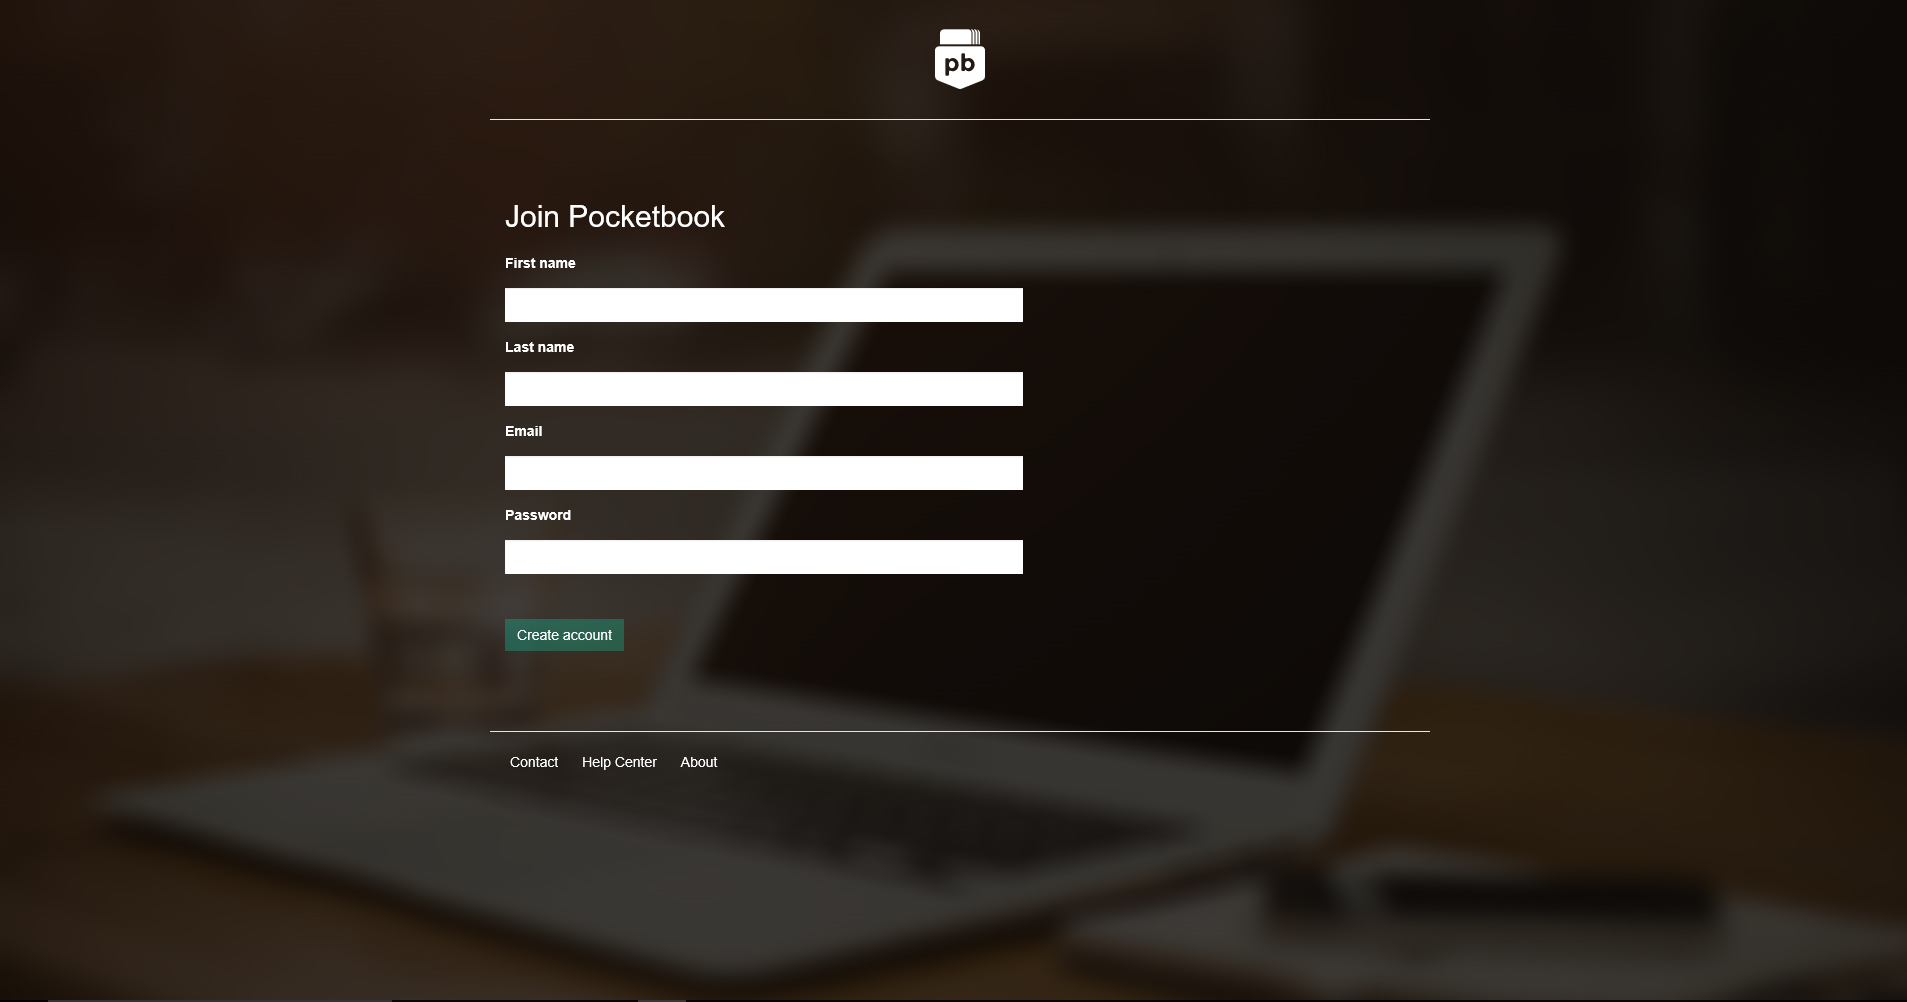 pb
Join Pocketbook
First name
Last name
Email
Password
Create account
Contact Help Center About